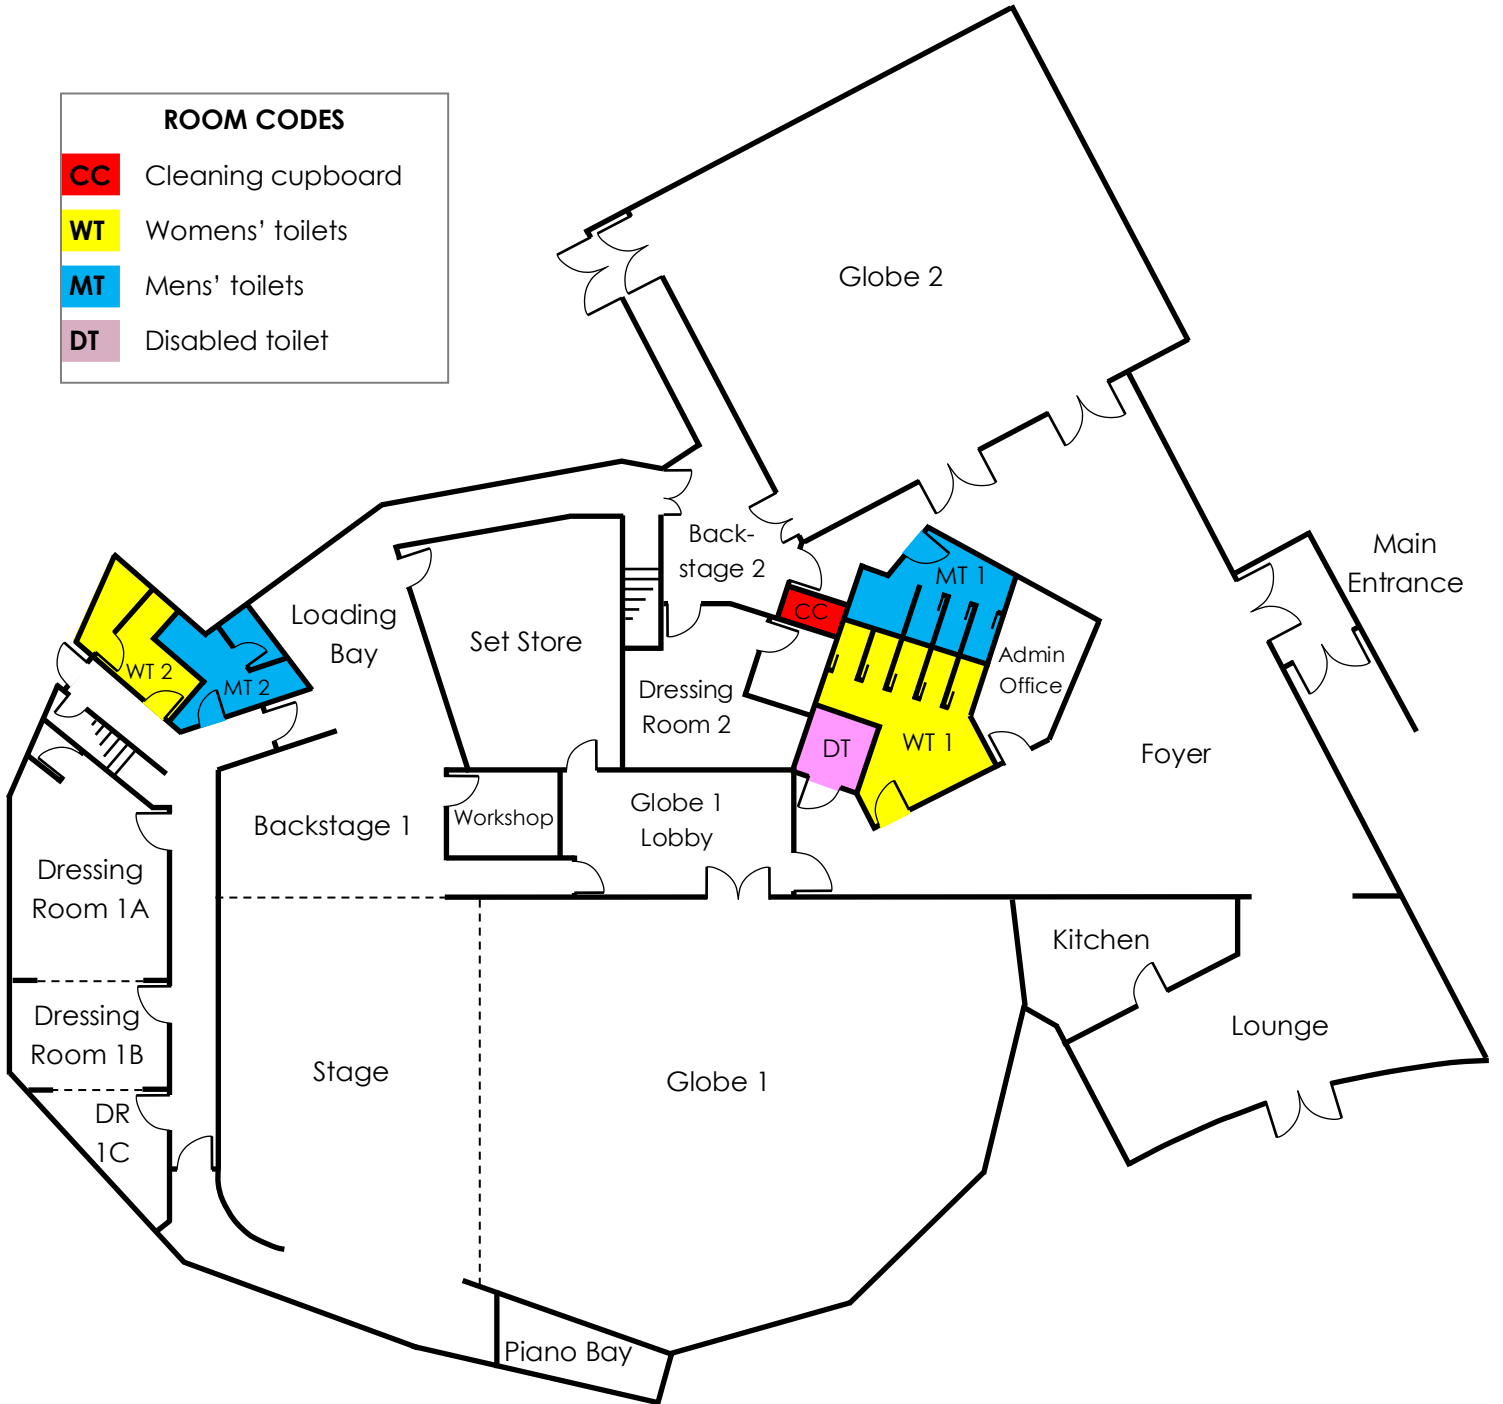 ROOM CODES
CC Cleaning cupboard
WT Womens’ toilets
MT Mens’ toilets
DT Disabled toilet
Globe 2
Main
Entrance
Back-
stage 2
MT 1
CC
Loading
Bay
Set Store
Admin
Office
WT 2
MT 2
Dressing
Room 2
DT
WT 1
Foyer
Globe 1
Lobby
Workshop
Backstage 1
Dressing
Room 1A
Kitchen
Dressing
Room 1B
Lounge
Stage
Globe 1
DR
1C
Piano Bay